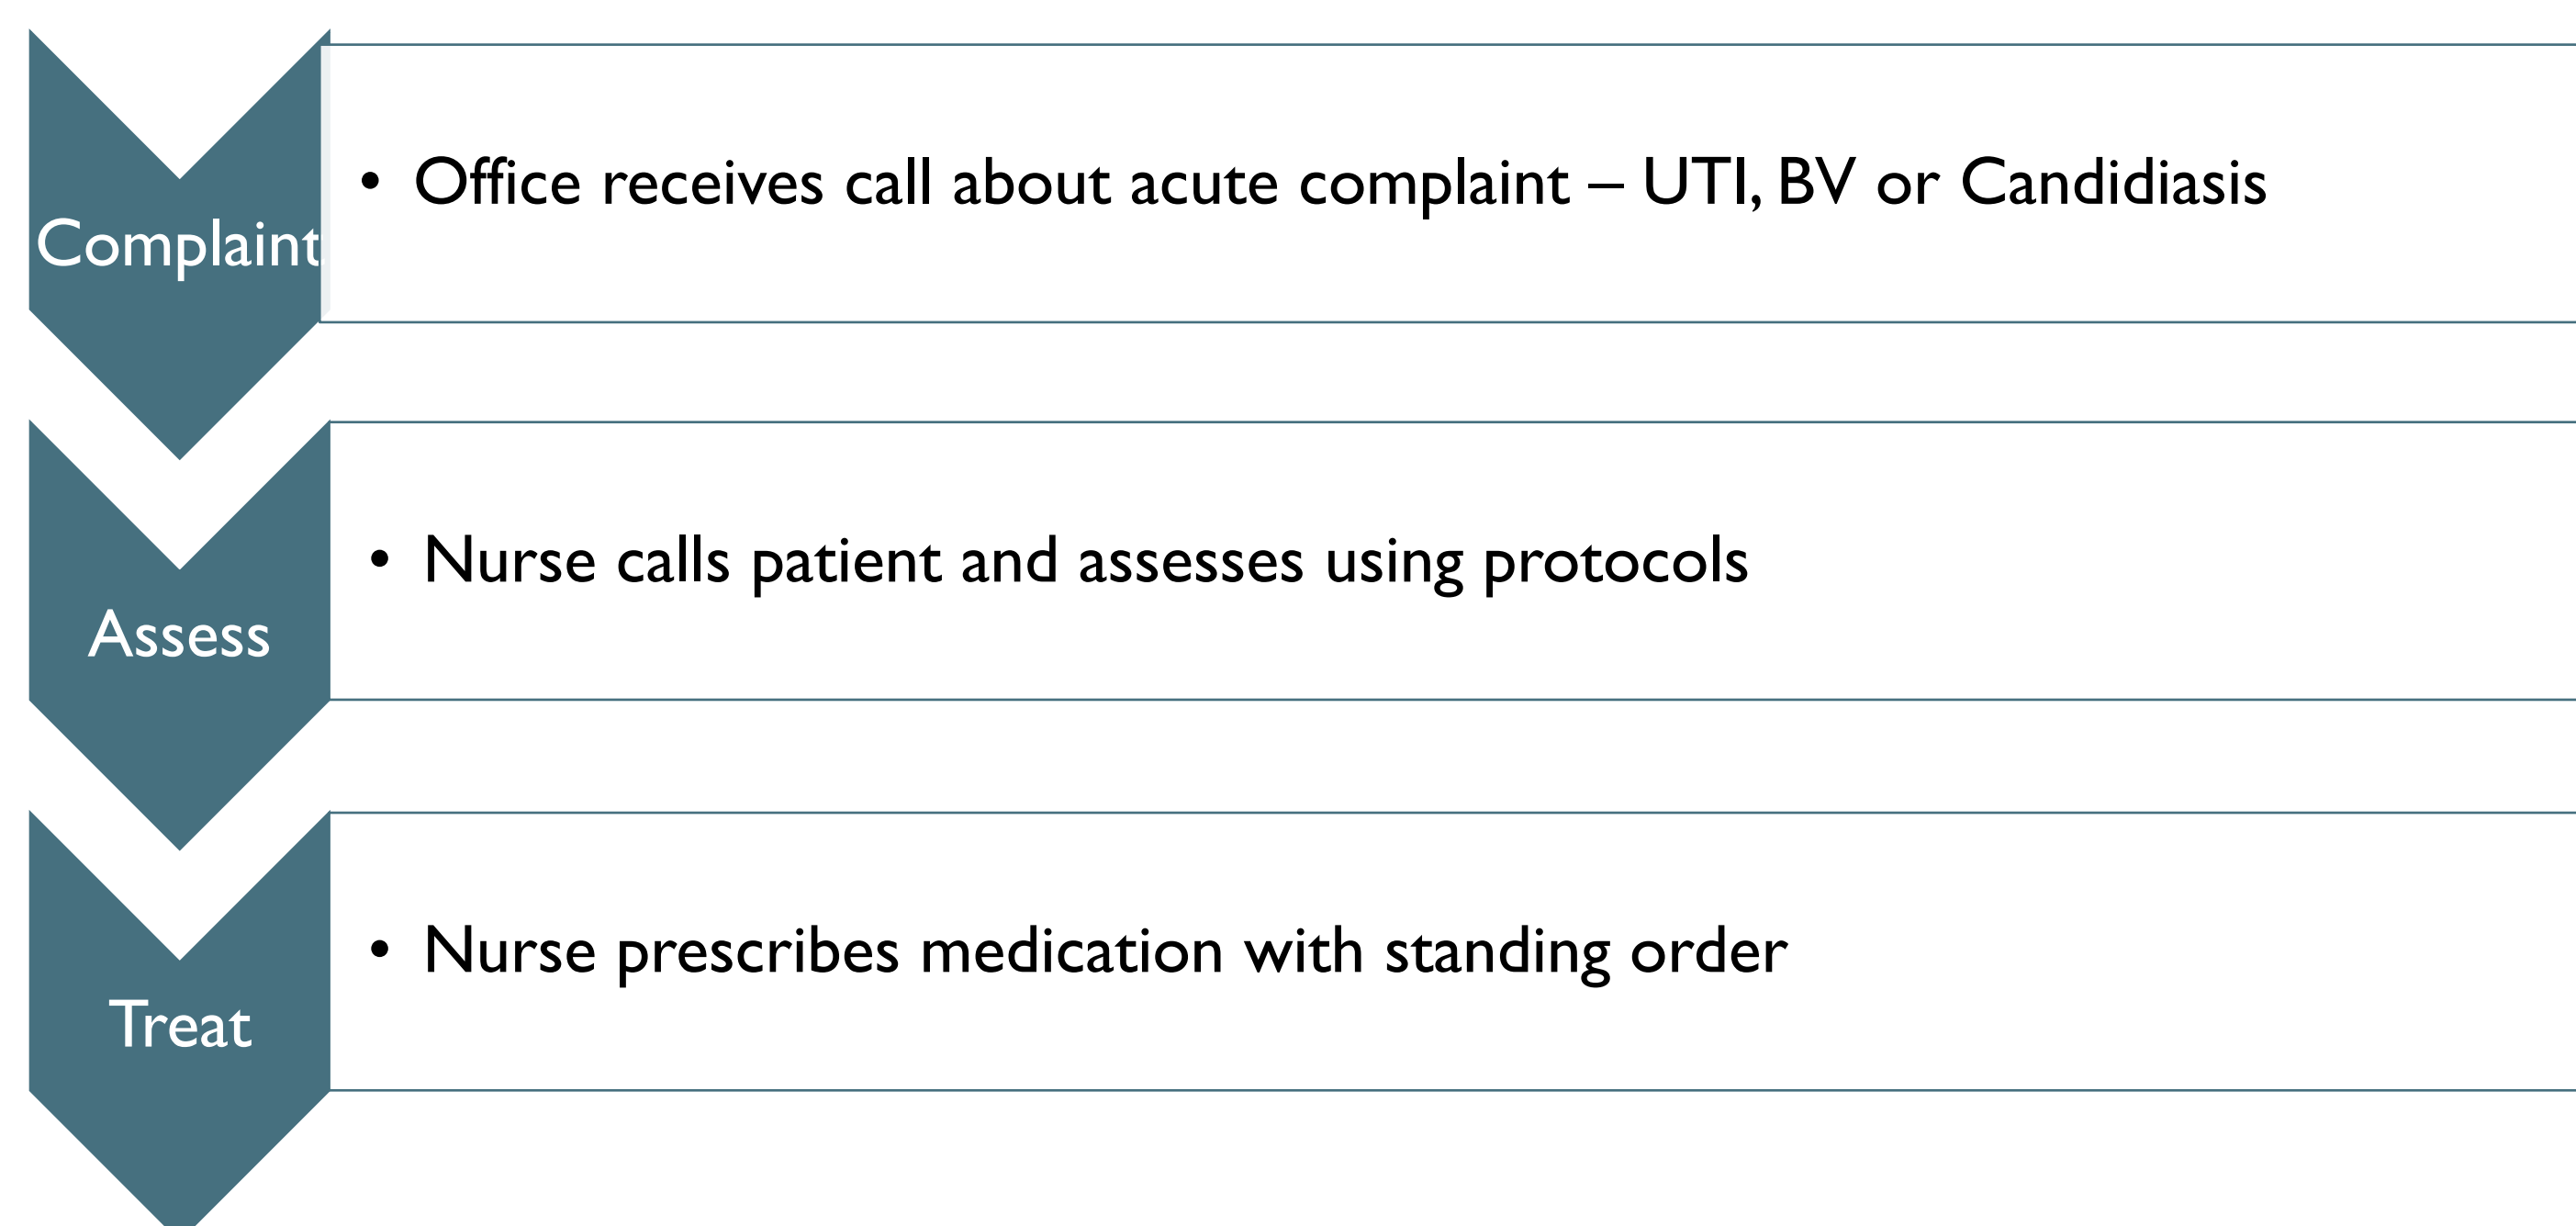 Complaint
• Office receives call about acute complaint – UTI, BV or Candidiasis
Assess
• Nurse calls patient and assesses using protocols
Treat
• Nurse prescribes medication with standing order